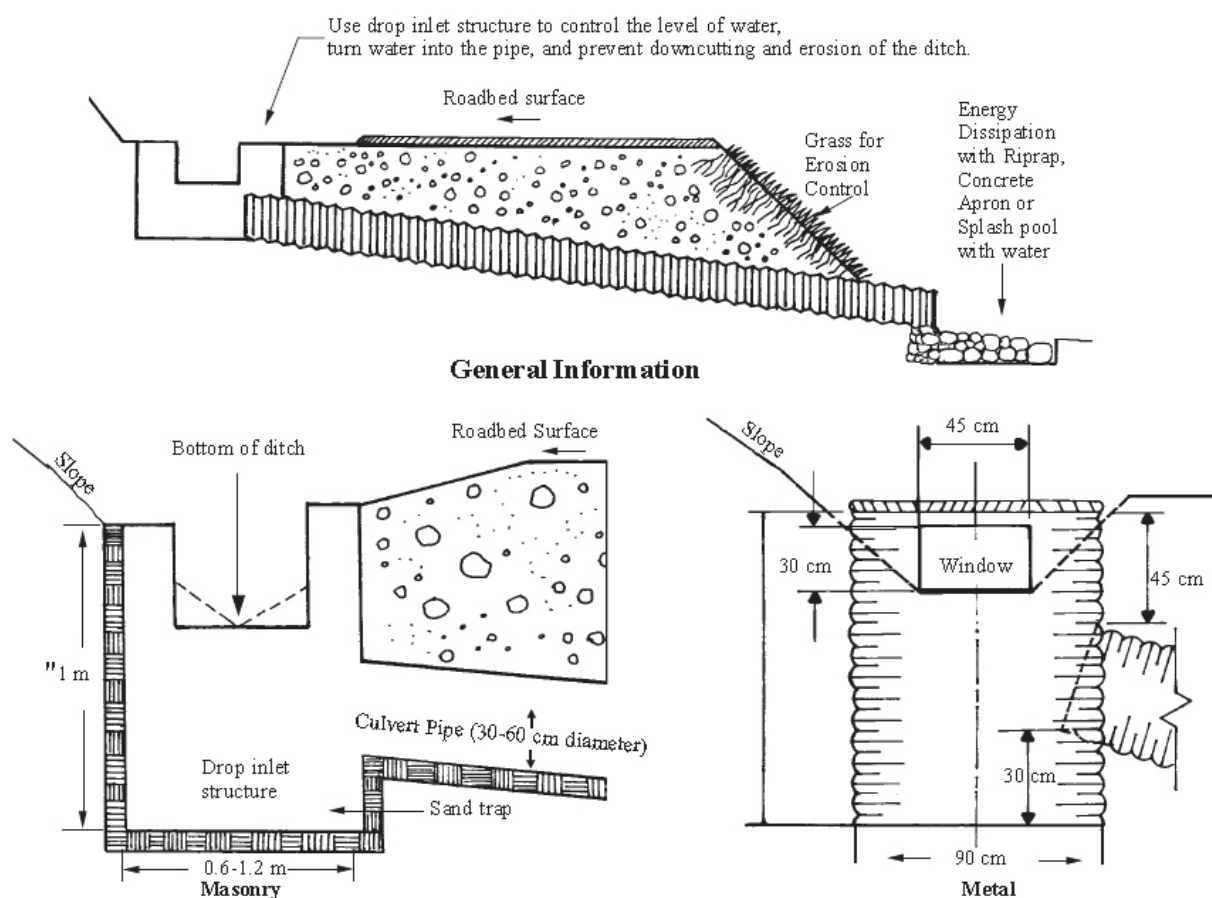 Use drop inlet structure to control the level of water,
turn water into the pipe, and prevent downcutting and erosion of the ditch.
Roadbed surface
Grass for
Erosion
Control
Energy
Dissipation
with Riprap,
Concrete
Apron or
Splash pool
with water
General Information
Slope
Bottom of ditch
Roadbed Surface
"1 m
Culvert Pipe (30-60 cm diameter)
Drop inlet
structure
Sand trap
0.6-1.2 m
Masonry
Slope
45 cm
30 cm
Window
45 cm
30 cm
90 cm
Metal